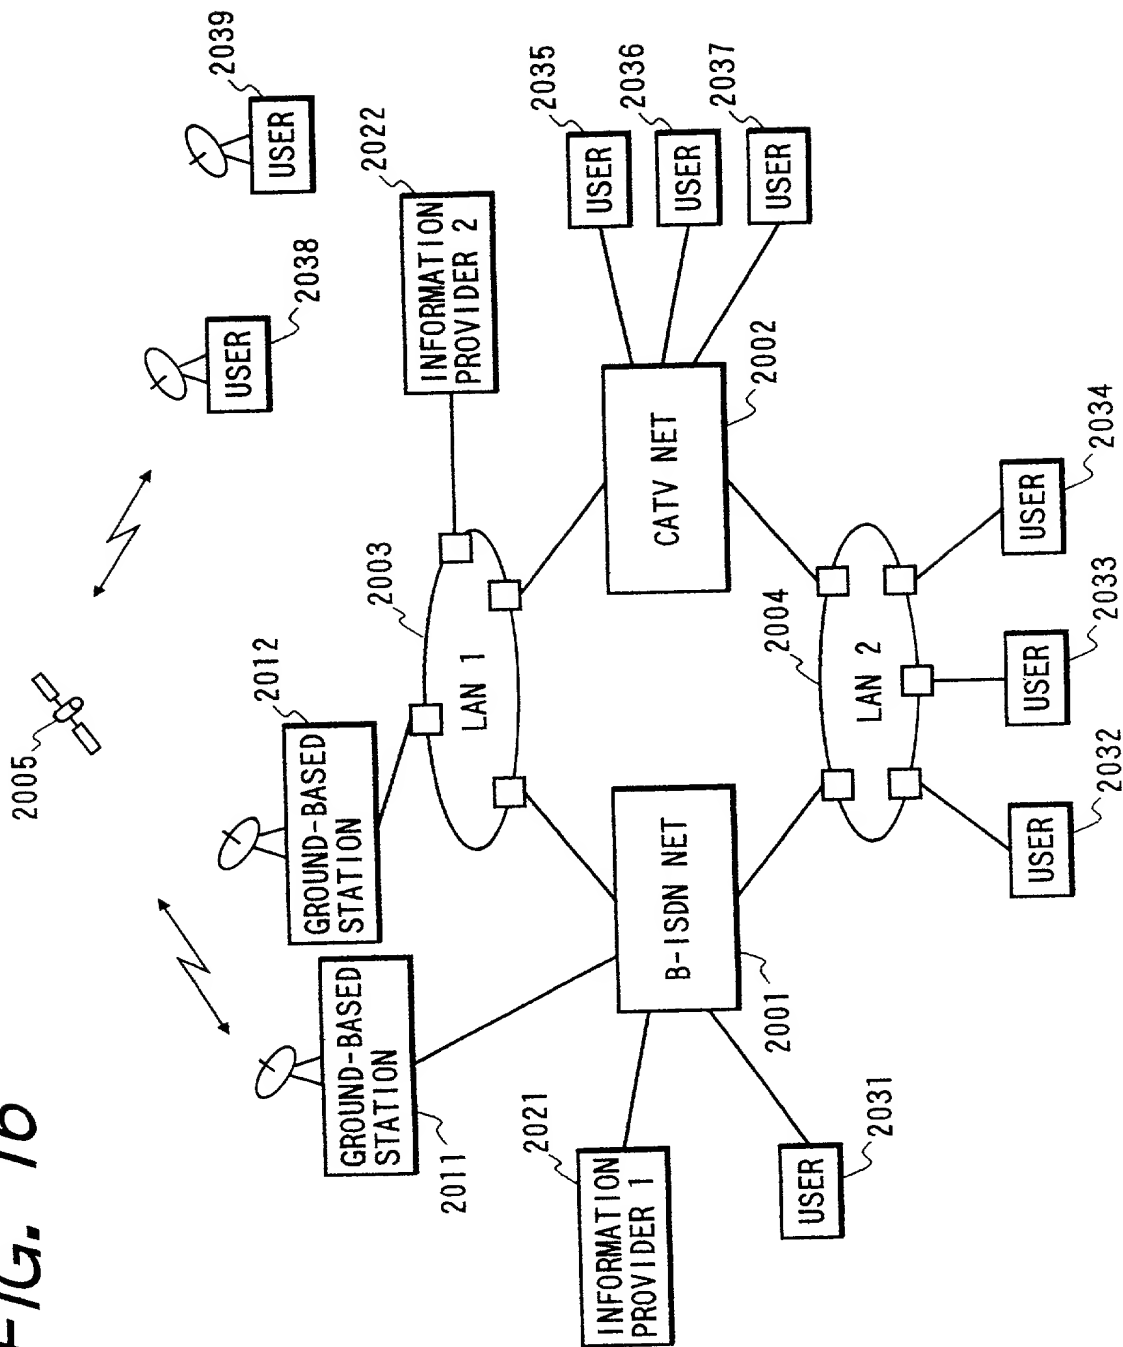 FIG. 16
2005
2039
USER
2038
USER
2012
GROUND-BASED
STATION
GROUND-BASED
STATION
2011
2003
LAN 1
2022
INFORMATION
PROVIDER 2
2021
INFORMATION
PROVIDER 1
B-ISDN NET
2001
CATV NET
2002
2035
USER
2036
USER
2037
USER
USER
2031
2004
LAN 2
USER
2032
USER
2033
USER
2034